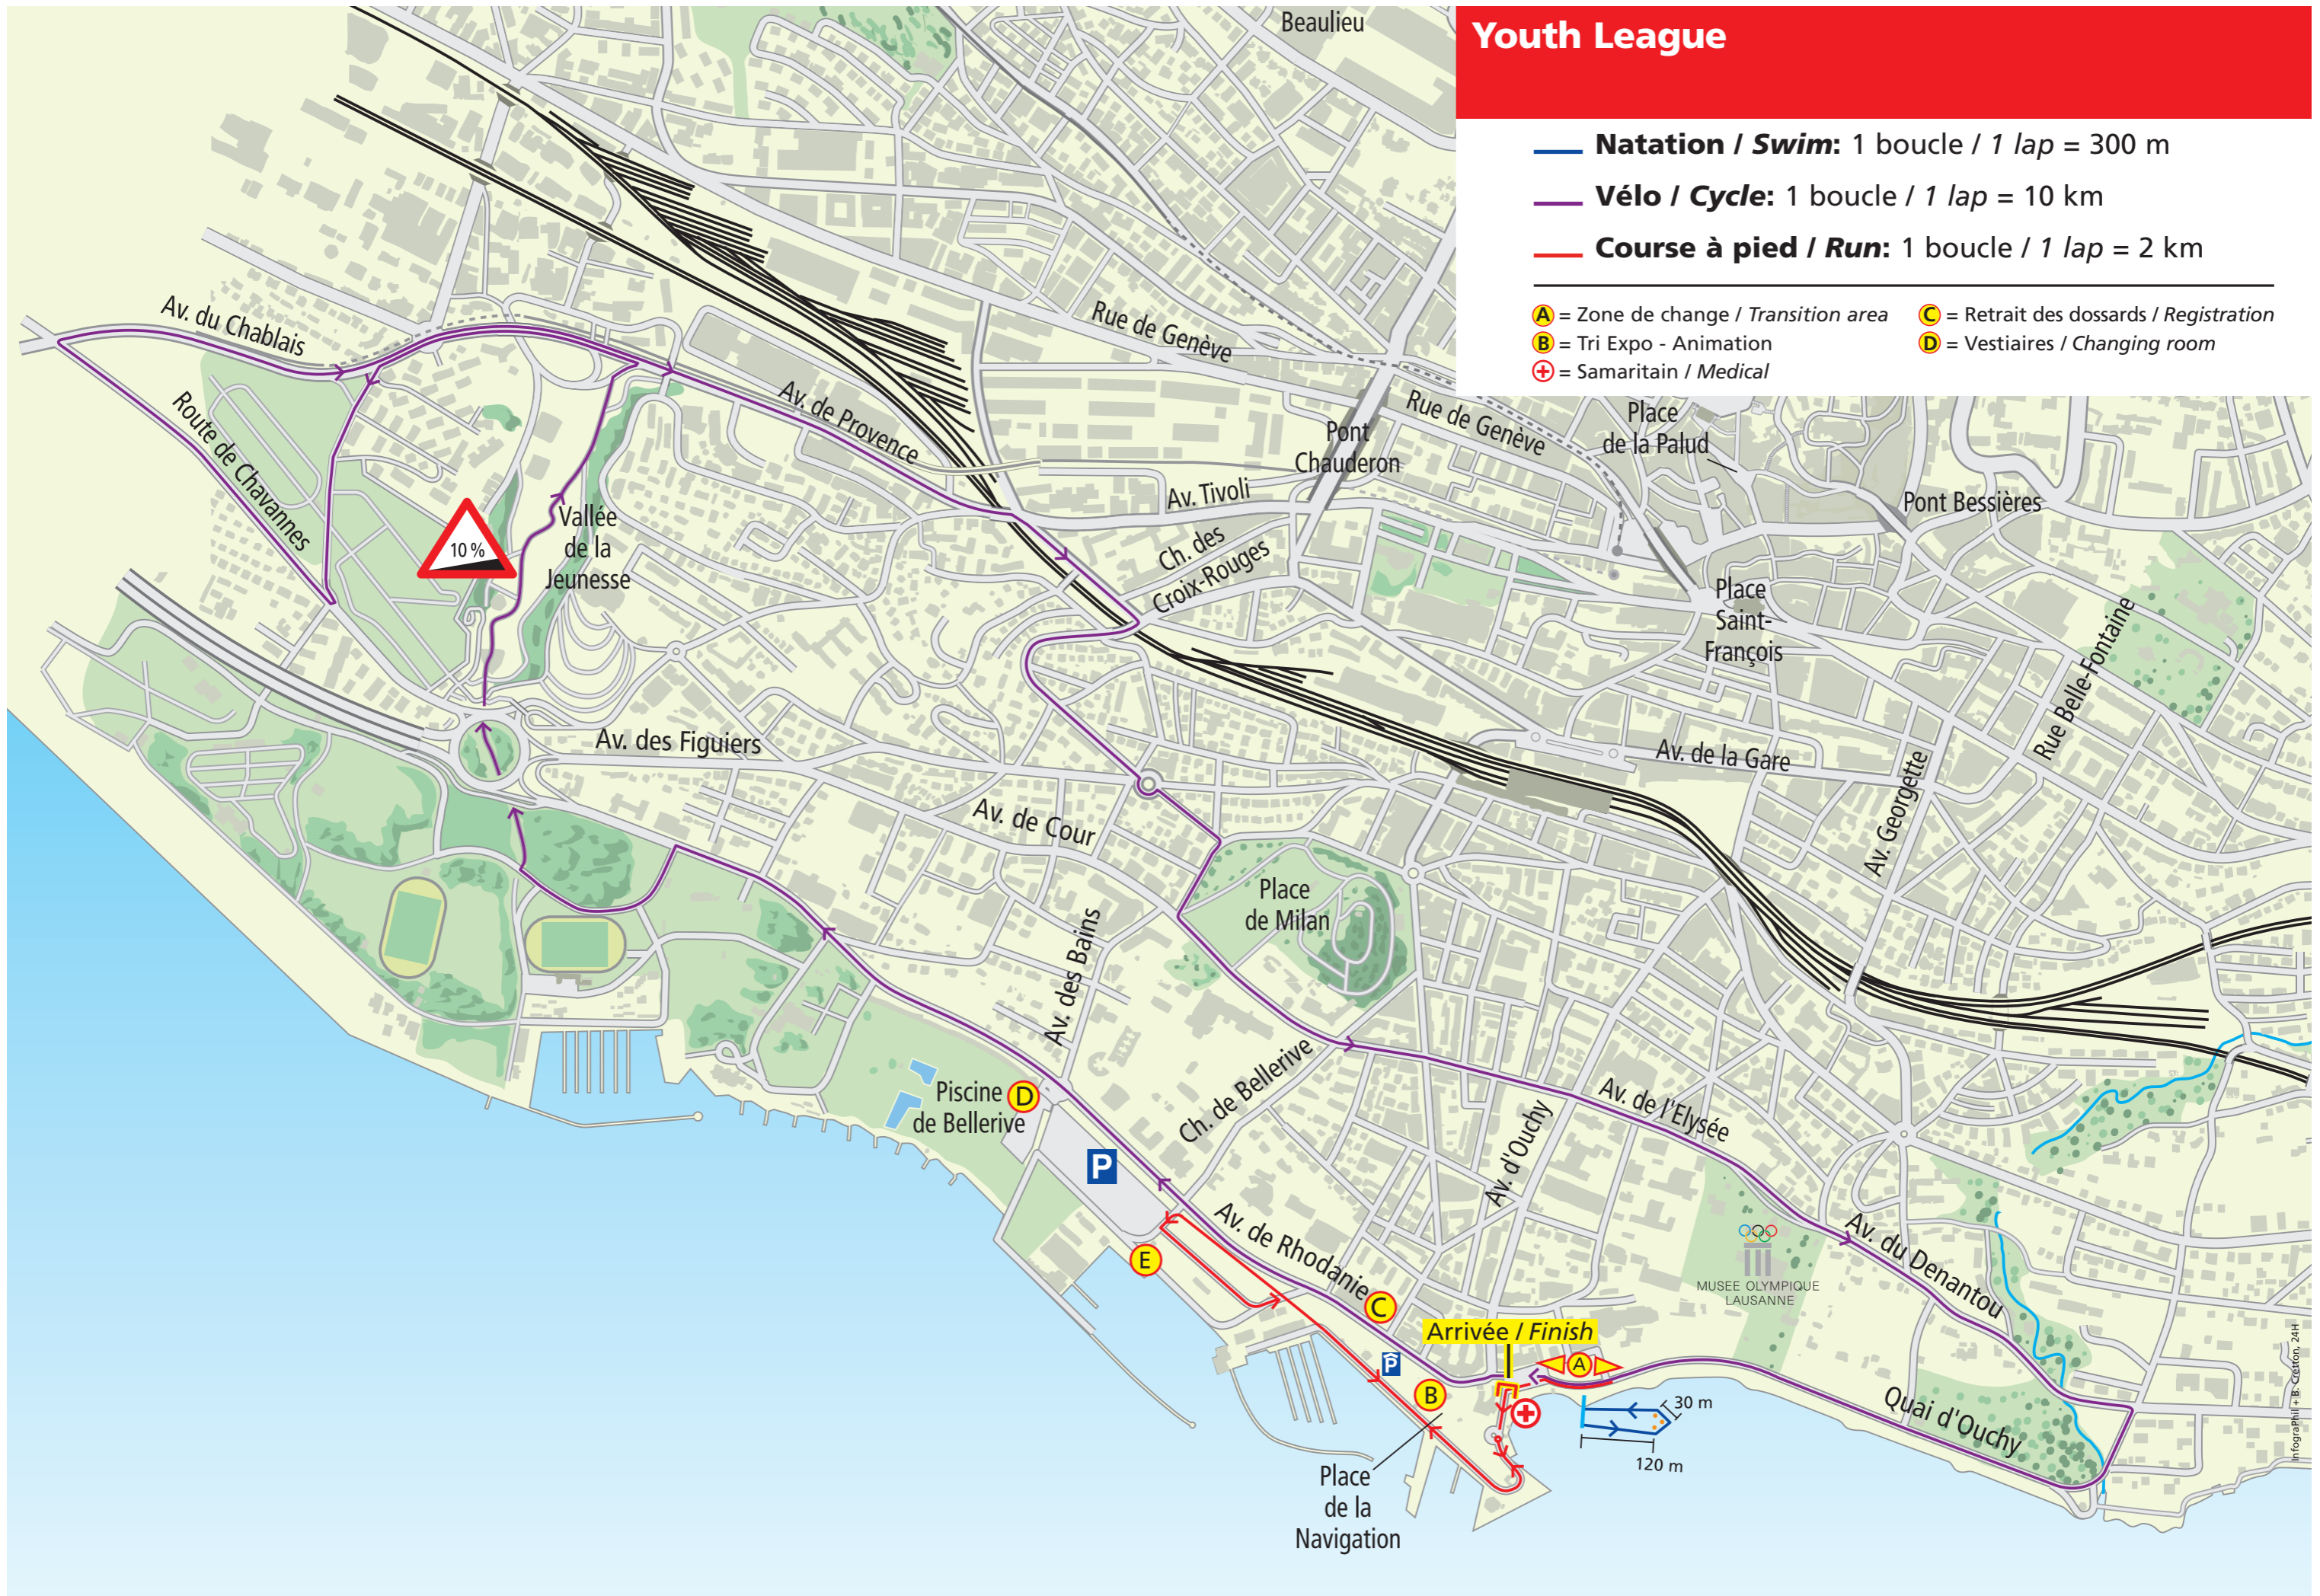 Youth League
Natation / Swim: 1 boucle / 1 lap = 300 m
Vélo / Cycle: 1 boucle / 1 lap = 10 km
Course à pied / Run: 1 boucle / 1 lap = 2 km
A = Zone de change / Transition area
C = Retrait des dossards / Registration
B = Tri Expo - Animation
D = Vestiaires / Changing room
= Samaritain / Medical
Beaulieu
Av. du Chablais
Rue de Genève
Av. de Provence
Route de Chavannes
Rue de Genève
Place
de la Palud
Pont
Chauderon
Av. Tivoli
Pont Bessières
10 %
Vallée
de la
Jeunesse
Ch. des
Croix-Rouges
Place
Saint-
François
Rue Belle-Fontaine
Av. des Figuiers
Av. de la Gare
Av. Georgette
Av. de Cour
Place
de Milan
Av. des Bains
Ch. de Bellerive
Piscine
de Bellerive
D
P
Av. de l'Elysée
Av. d'Ouchy
Av. de Rhodanie
E
C
Av. du Denantou
MUSEE OLYMPIQUE
LAUSANNE
Arrivée / Finish
A
P
B
Quai d'Ouchy
30 m
120 m
Place
de la
Navigation
InfograPhil + B. Cretton, 24H